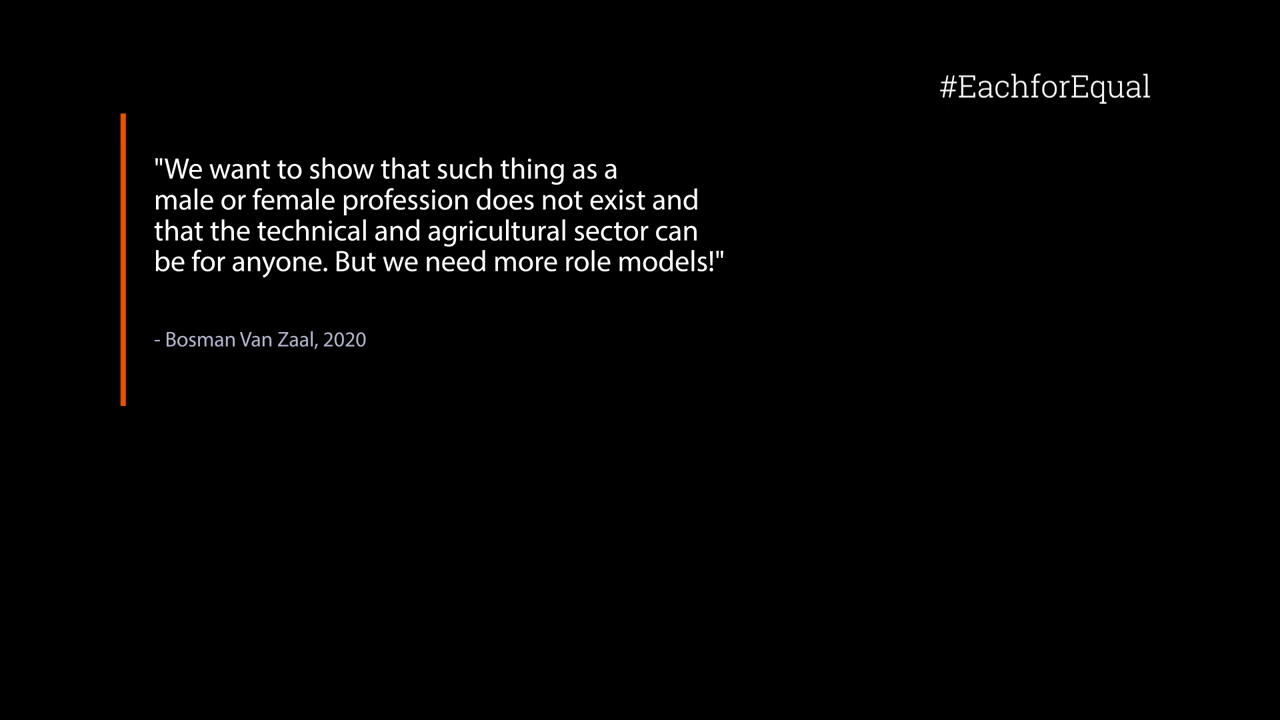 #EachforEqual
"We want to show that such thing as a
male or female profession does not exist and
that the technical and agricultural sector can
be for anyone. But we need more role models!"
- Bosman Van Zaal, 2020